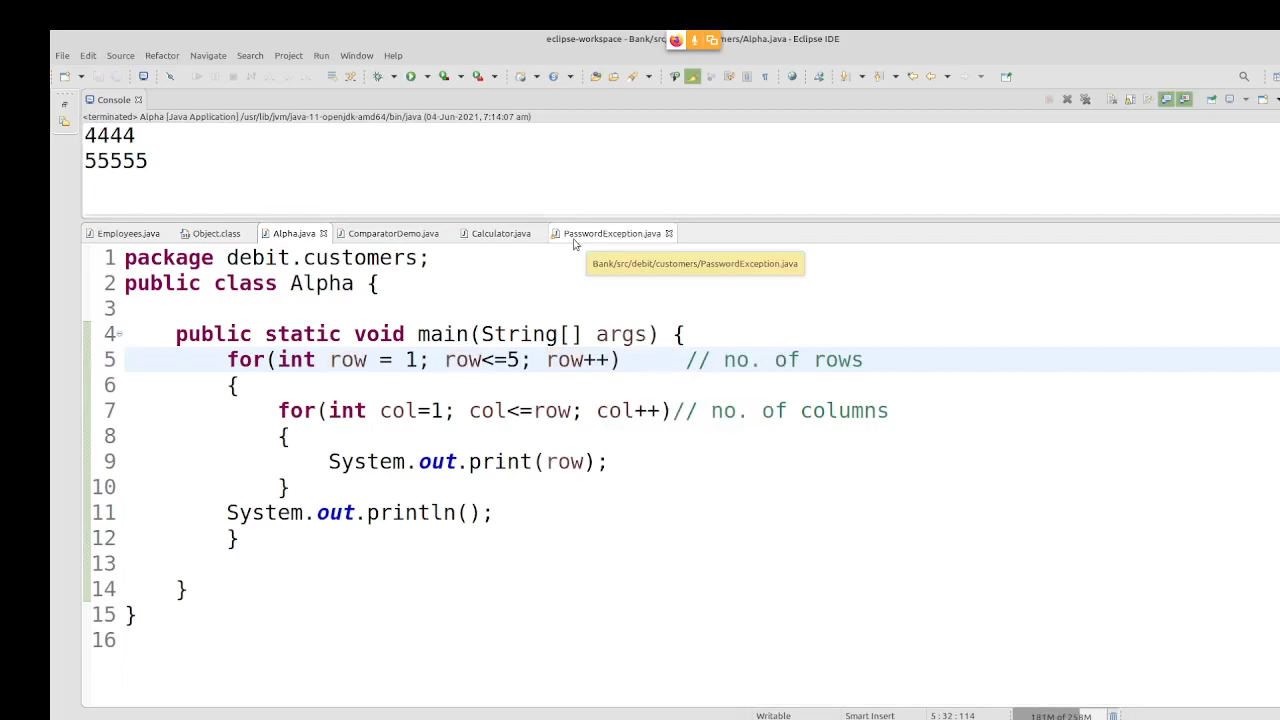 eclipse-workspace - Bank/src mers/Alpha.java - Eclipse IDE
File Edit Source Refactor Navigate Search Project Run Window Help
Console
<terminated> Alpha [Java Application] /usr/lib/jvm/java-11-openjdk-amd64/bin/java (04-Jun-2021, 7:14:07 am)
4444
55555
Employees.java Object.class Alpha.java ComparatorDemo.java Calculator.java PasswordException.java
Bank/src/debit/customers/PasswordException.java
1 package debit.customers;
2 public class Alpha {
3
4 public static void main(String[] args) {
5 for(int row = 1; row<=5; row++) // no. of rows
6 {
7 for(int col=1; col<=row; col++)// no. of columns
8 {
9 System.out.print(row);
10 }
11 System.out.println();
12 }
13
14 }
15 }
16
Writable Smart Insert 5 : 32 : 114 181M of 258M